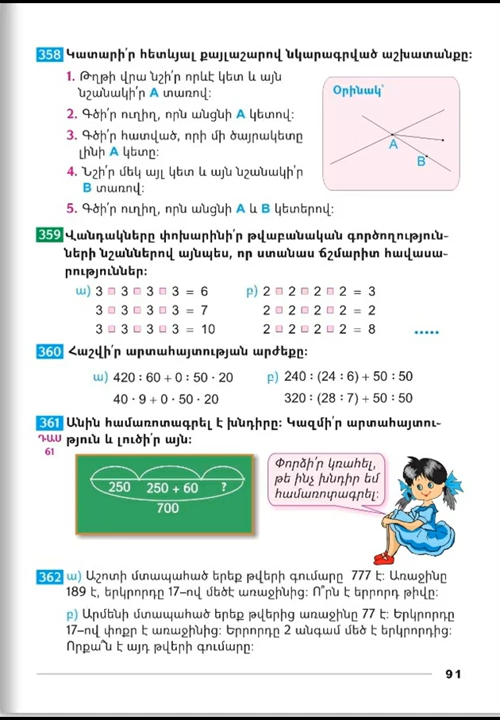 358 Կատարի՛ր հետևյալ քայլաշարով նկարագրված աշխատանքը:
1. Թղթի վրա նշի՛ր որևէ կետ և այն
նշանակի՛ր A տառով:
2. Գծի՛ր ուղիղ, որն անցնի A կետով:
3. Գծի՛ր հատված, որի մի ծայրակետը
լինի A կետը:
4. Նշի՛ր մեկ այլ կետ և այն նշանակի՛ր
B տառով:
5. Գծի՛ր ուղիղ, որն անցնի A և B կետերով:
Օրինակ՝
A
B
359 Վանդակները փոխարինի՛ր թվաբանական գործողություն-
ների նշաններով այնպես, որ ստանաս ճշմարիտ հավասա-
րություններ:
ա) 3 □ 3 □ 3 □ 3 = 6
3 □ 3 □ 3 □ 3 = 7
3 □ 3 □ 3 □ 3 = 10
բ) 2 □ 2 □ 2 □ 2 = 3
2 □ 2 □ 2 □ 2 = 2
2 □ 2 □ 2 □ 2 = 8 .....
360 Հաշվի՛ր արտահայտության արժեքը:
ա) 420 : 60 + 0 : 50 · 20
40 · 9 + 0 · 50 · 20
բ) 240 : (24 : 6) + 50 : 50
320 : (28 : 7) + 50 : 50
361 Անին համառոտագրել է խնդիրը: Կազմի՛ր արտահայտու-
ԴԱՍ թյուն և լուծի՛ր այն:
61
250 250 + 60 ?
700
Փորձի՛ր կռահել,
թե ինչ խնդիր եմ
համառոտագրել:
362 ա) Աշոտի մտապահած երեք թվերի գումարը 777 է: Առաջինը
189 է, երկրորդը 17–ով մեծ է առաջինից: Ո՞րն է երրորդ թիվը:
բ) Արմենի մտապահած երեք թվերից առաջինը 77 է: Երկրորդը
17–ով փոքր է առաջինից: Երրորդը 2 անգամ մեծ է երկրորդից:
Որքա՞ն է այդ թվերի գումարը:
91